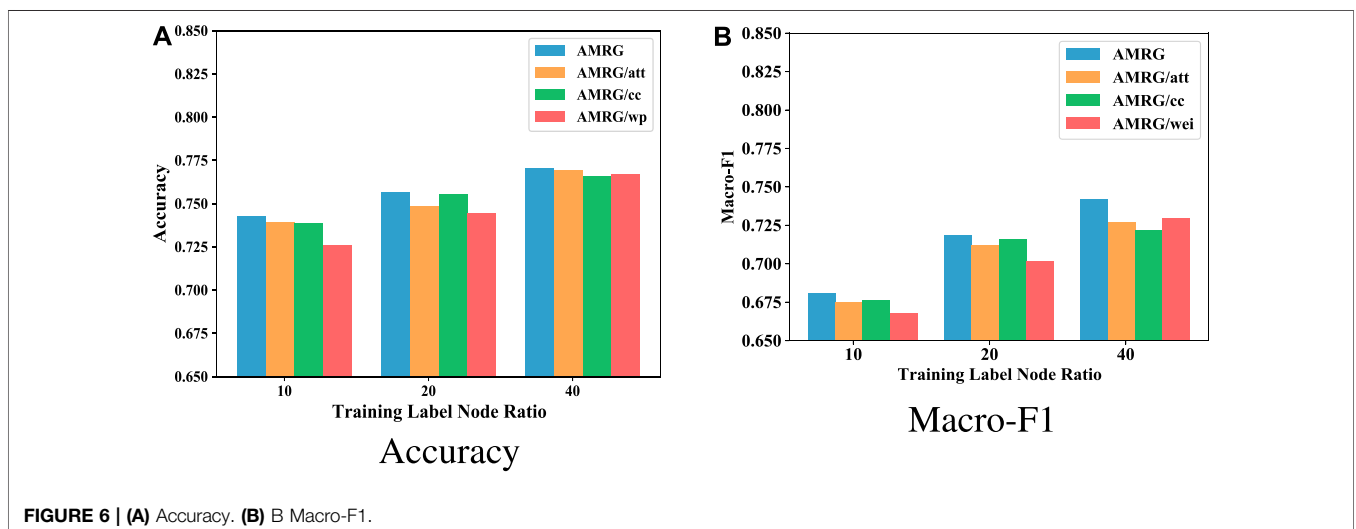 A
0.850
0.825
0.800
0.775
0.750
0.725
0.700
0.675
0.650
Accuracy
AMRG
AMRG/att
AMRG/cc
AMRG/wp
10 20 40
Training Label Node Ratio
Accuracy
B
0.850
0.825
0.800
0.775
0.750
0.725
0.700
0.675
0.650
Macro-F1
AMRG
AMRG/att
AMRG/cc
AMRG/wei
10 20 40
Training Label Node Ratio
Macro-F1
FIGURE 6 | (A) Accuracy. (B) B Macro-F1.